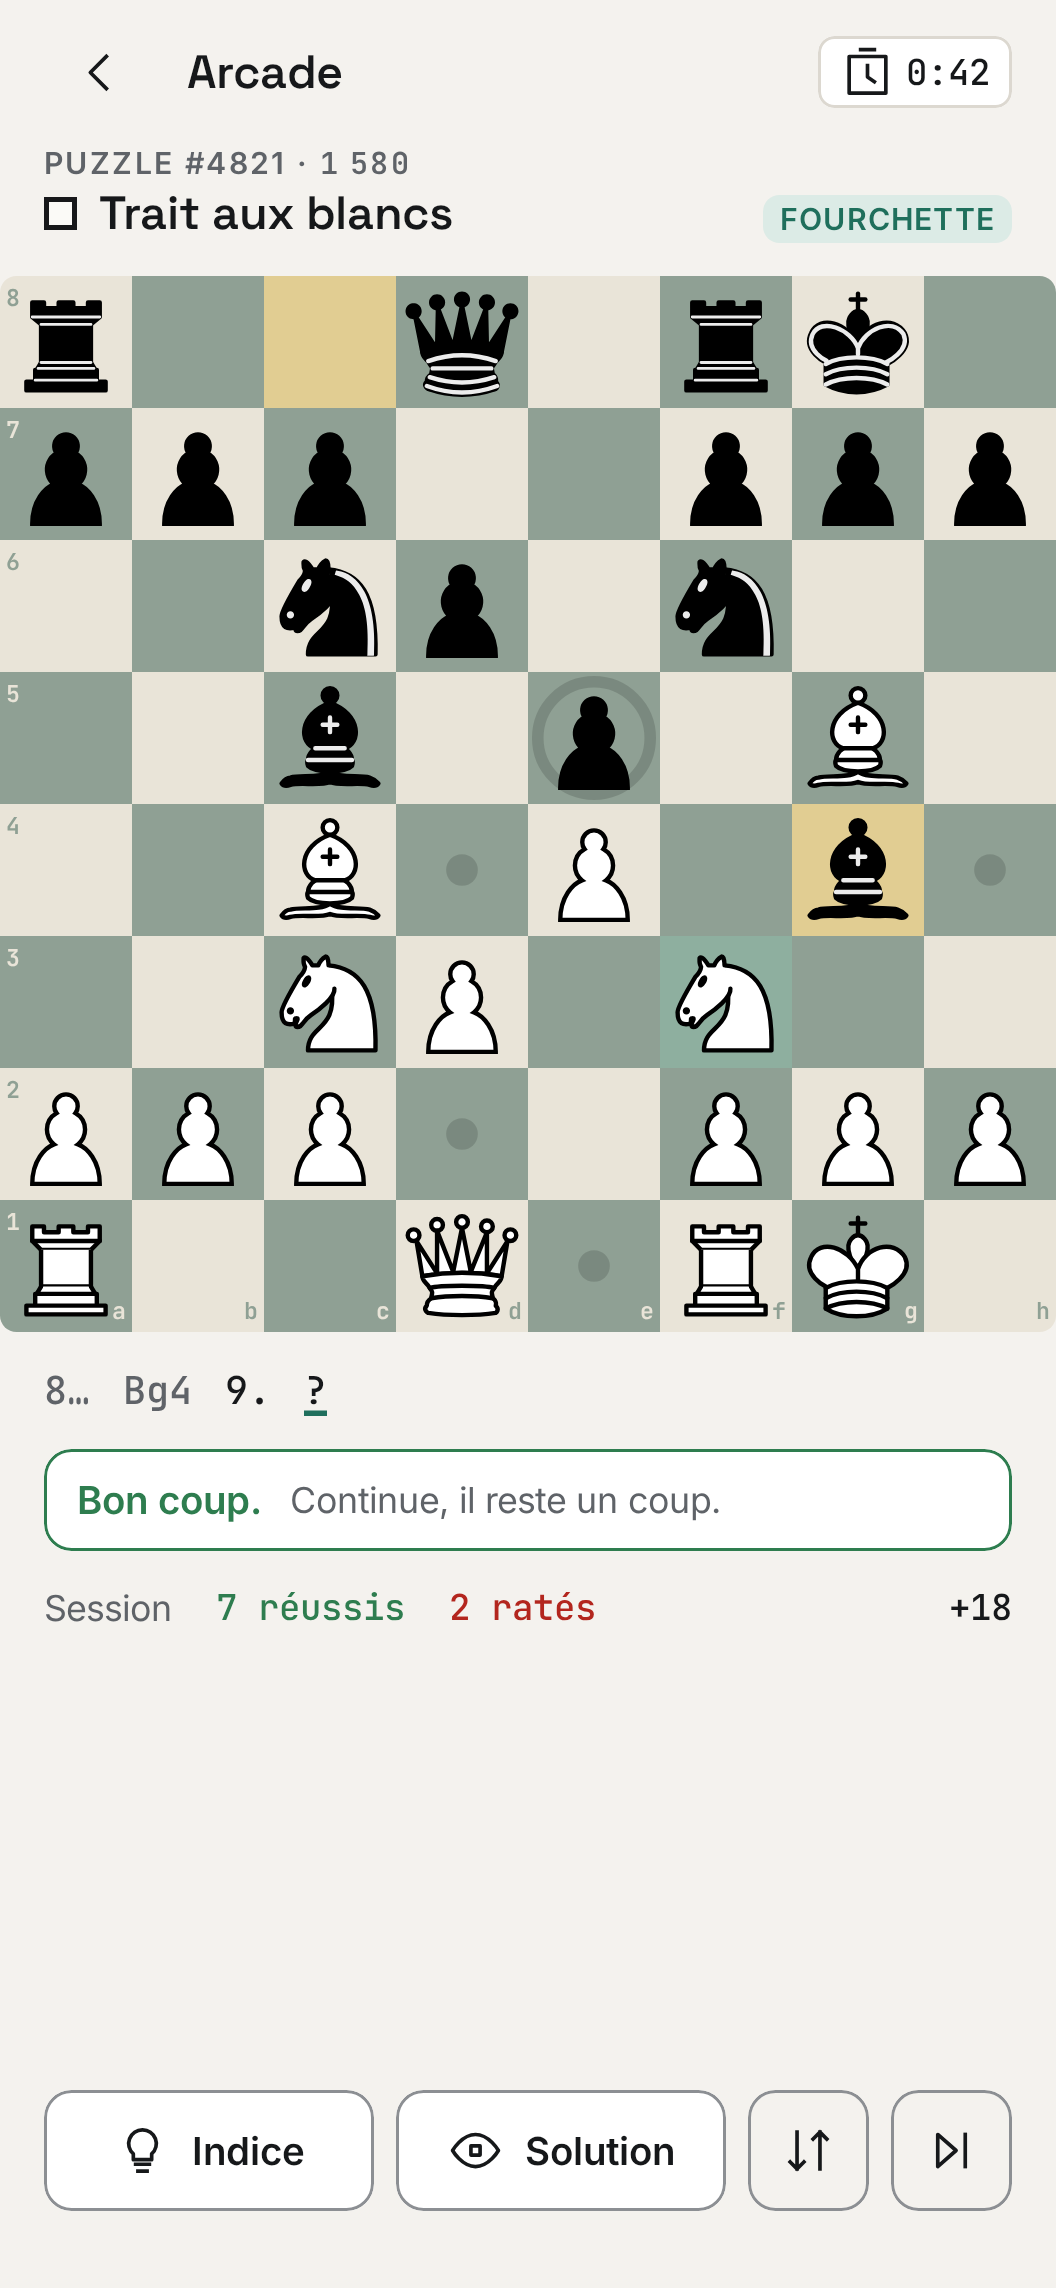 Arcade
0:42
PUZZLE #4821 · 1 580
Trait aux blancs
FOURCHETTE
8
7
6
5
4
3
2
1
a b c d e f g h
8… Bg4 9. ?
Bon coup. Continue, il reste un coup.
Session 7 réussis 2 ratés +18
Indice
Solution